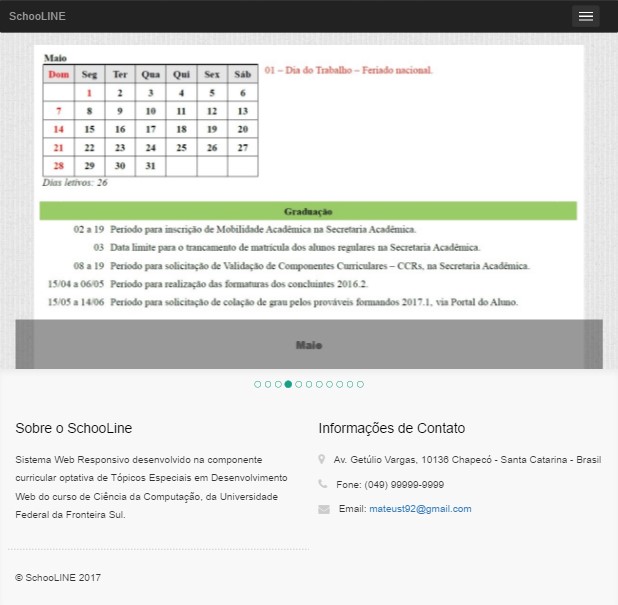 SchooLINE
Maio
01 – Dia do Trabalho – Feriado nacional.
Dom Seg Ter Qua Qui Sex Sáb
1 2 3 4 5 6
7 8 9 10 11 12 13
14 15 16 17 18 19 20
21 22 23 24 25 26 27
28 29 30 31
Dias letivos: 26
Graduação
02 a 19 Período para inscrição de Mobilidade Acadêmica na Secretaria Acadêmica.
03 Data limite para o trancamento de matrícula dos alunos regulares na Secretaria Acadêmica.
08 a 19 Período para solicitação de Validação de Componentes Curriculares – CCRs, na Secretaria Acadêmica.
15/04 a 06/05 Período para realização das formaturas dos concluintes 2016.2.
15/05 a 14/06 Período para solicitação de colação de grau pelos prováveis formandos 2017.1, via Portal do Aluno.
Maio
Sobre o SchooLine
Sistema Web Responsivo desenvolvido na componente
curricular optativa de Tópicos Especiais em Desenvolvimento
Web do curso de Ciência da Computação, da Universidade
Federal da Fronteira Sul.
Informações de Contato
Av. Getúlio Vargas, 10136 Chapecó - Santa Catarina - Brasil
Fone: (049) 99999-9999
Email: mateust92@gmail.com
© SchooLINE 2017